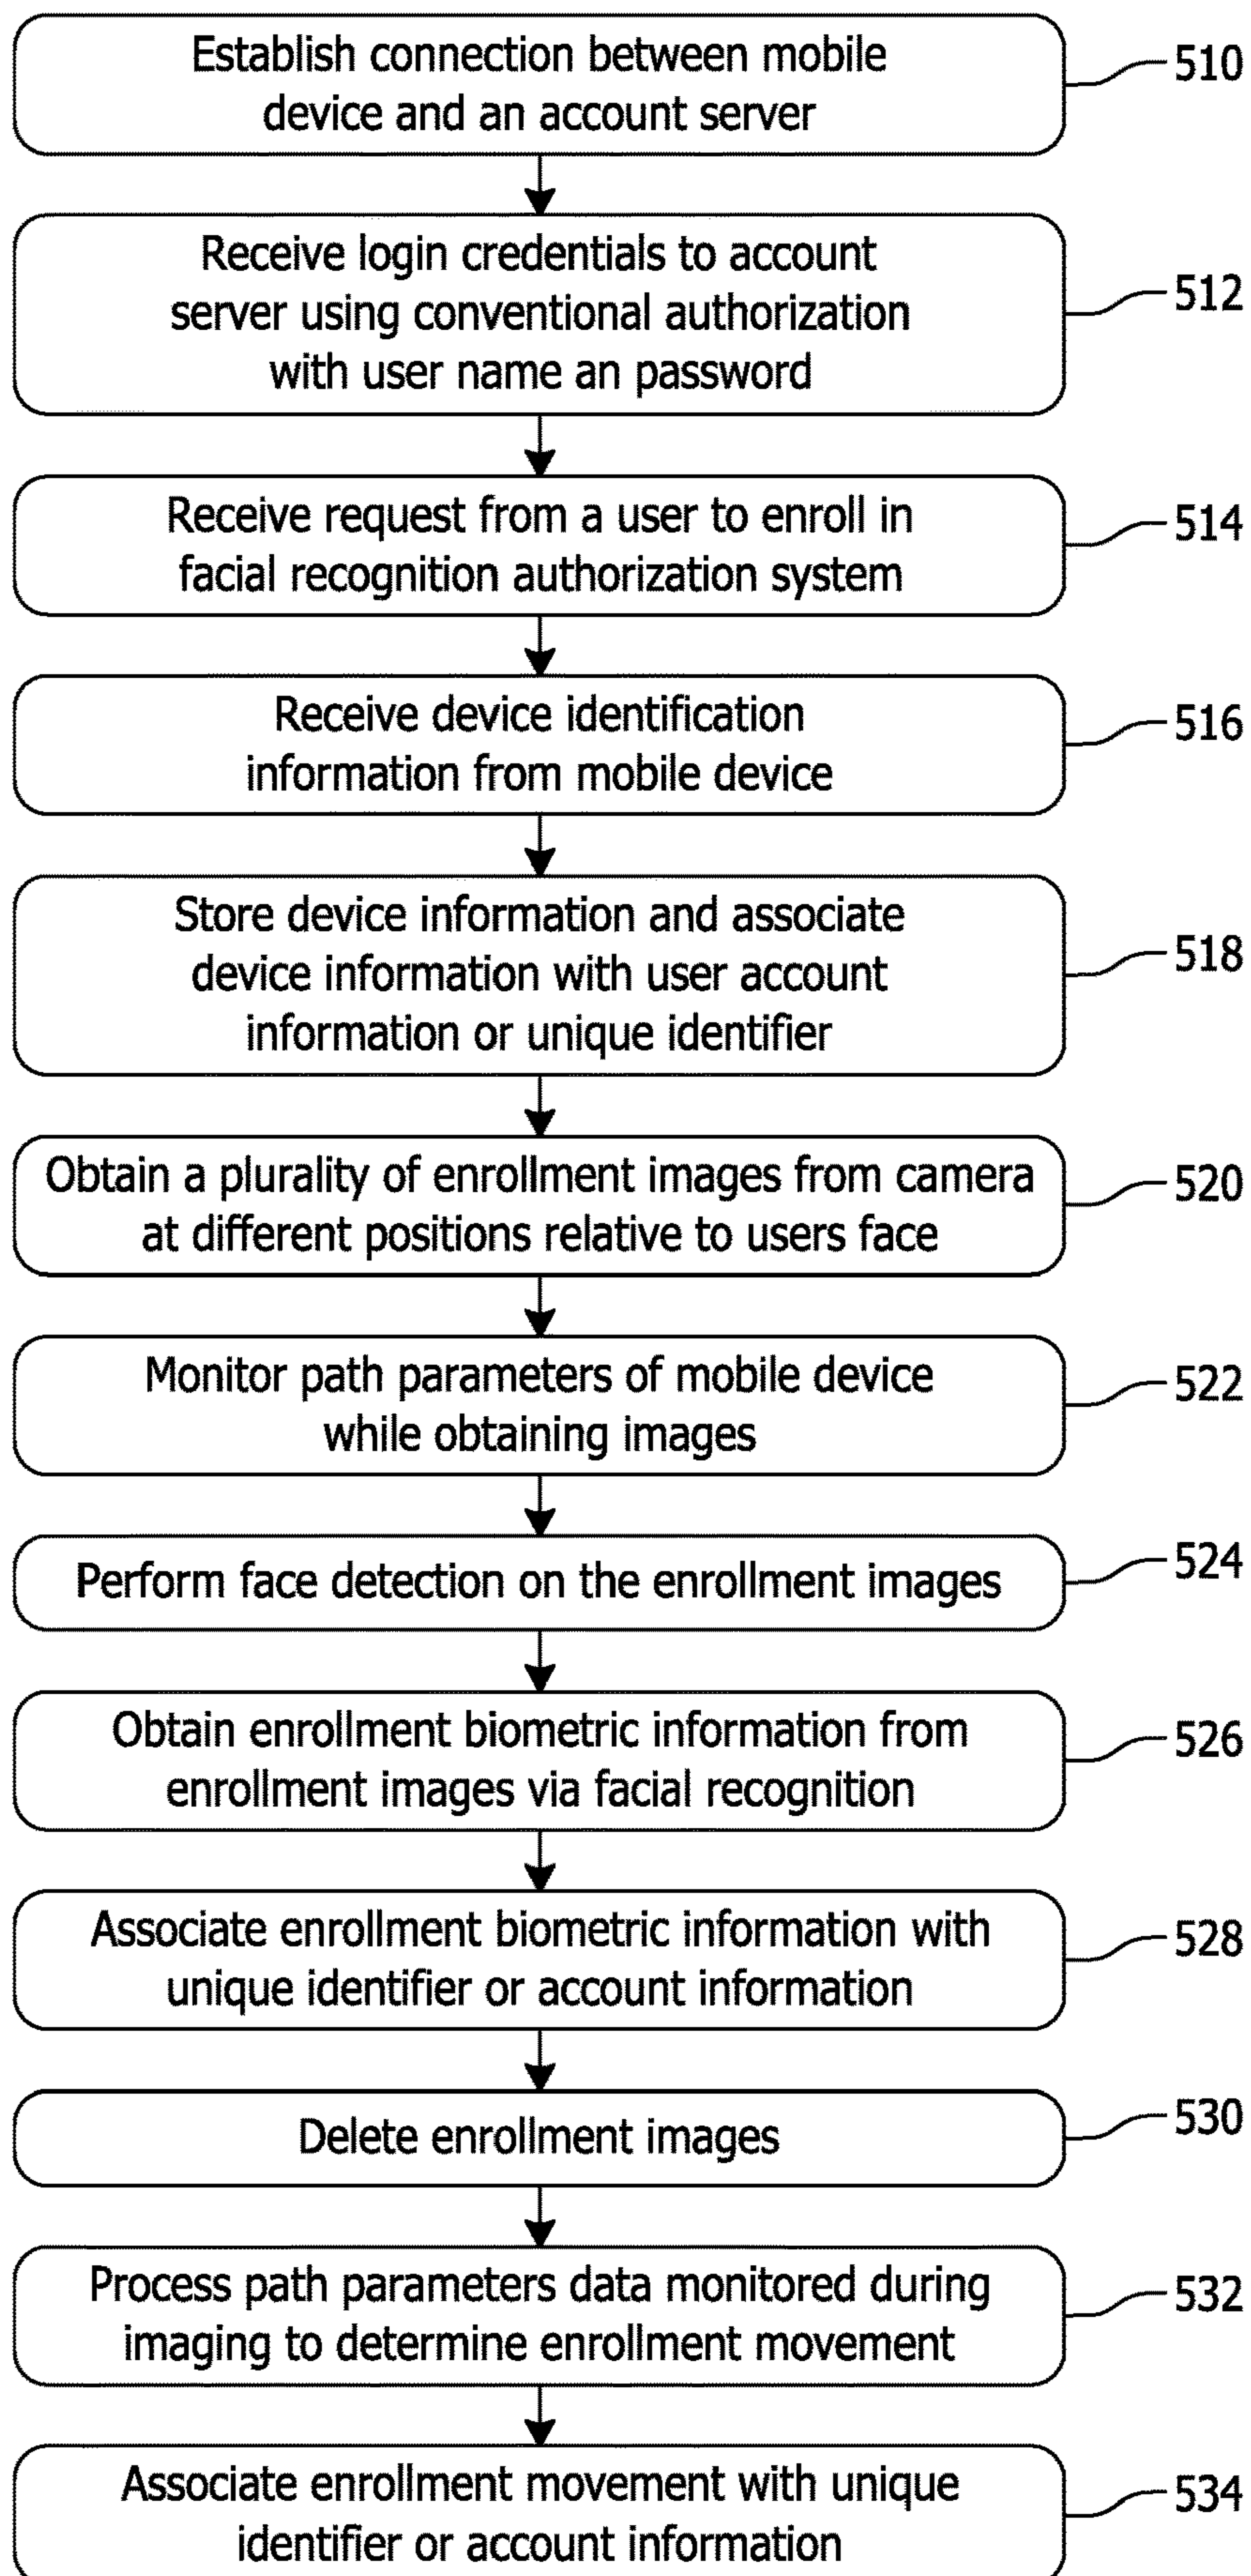 Establish connection between mobile
device and an account server
510
Receive login credentials to account
server using conventional authorization
with user name an password
512
Receive request from a user to enroll in
facial recognition authorization system
514
Receive device identification
information from mobile device
516
Store device information and associate
device information with user account
information or unique identifier
518
Obtain a plurality of enrollment images from camera
at different positions relative to users face
520
Monitor path parameters of mobile device
while obtaining images
522
Perform face detection on the enrollment images
524
Obtain enrollment biometric information from
enrollment images via facial recognition
526
Associate enrollment biometric information with
unique identifier or account information
528
Delete enrollment images
530
Process path parameters data monitored during
imaging to determine enrollment movement
532
Associate enrollment movement with unique
identifier or account information
534